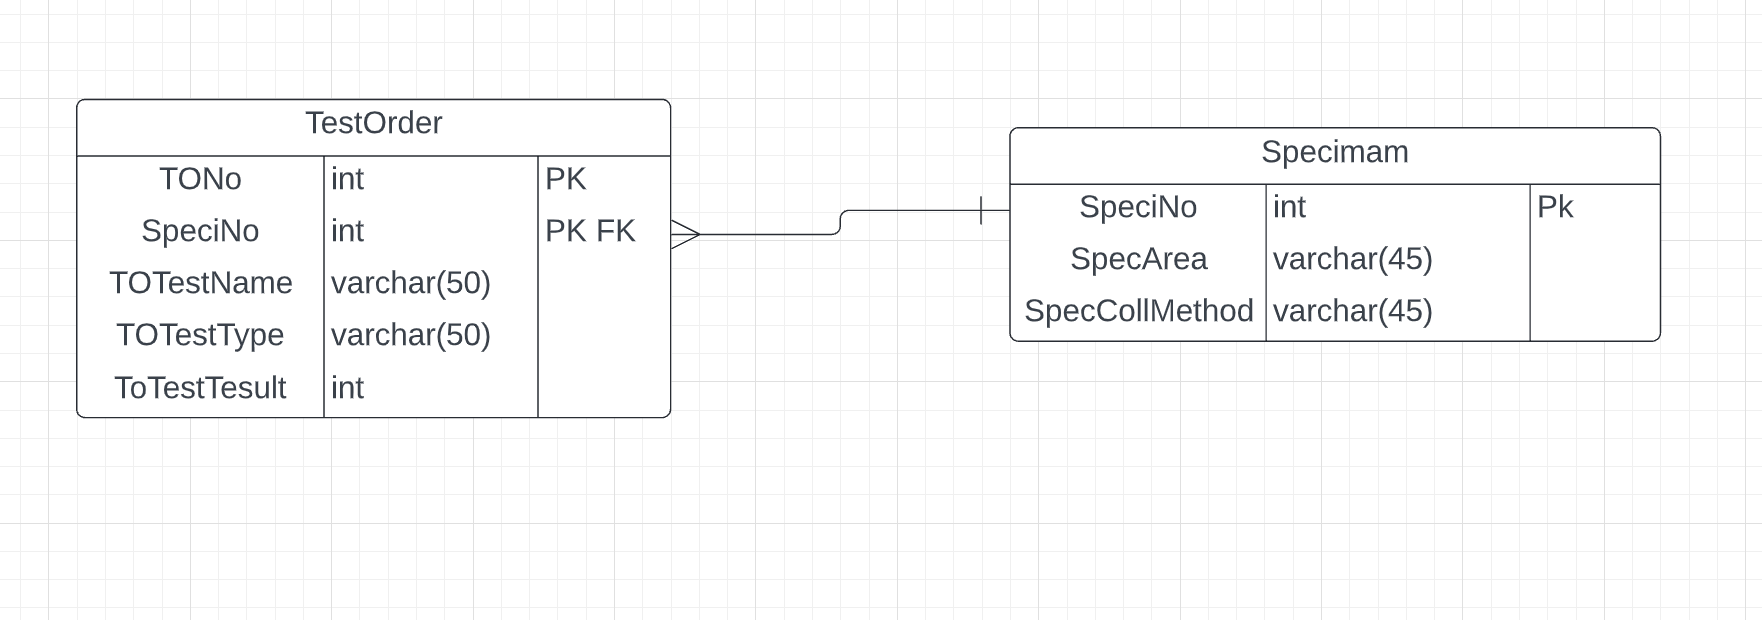 TestOrder
TONo int PK
SpeciNo int PK FK
TOTestName varchar(50)
TOTestType varchar(50)
ToTestTesult int
Specimam
SpeciNo int Pk
SpecArea varchar(45)
SpecCollMethod varchar(45)